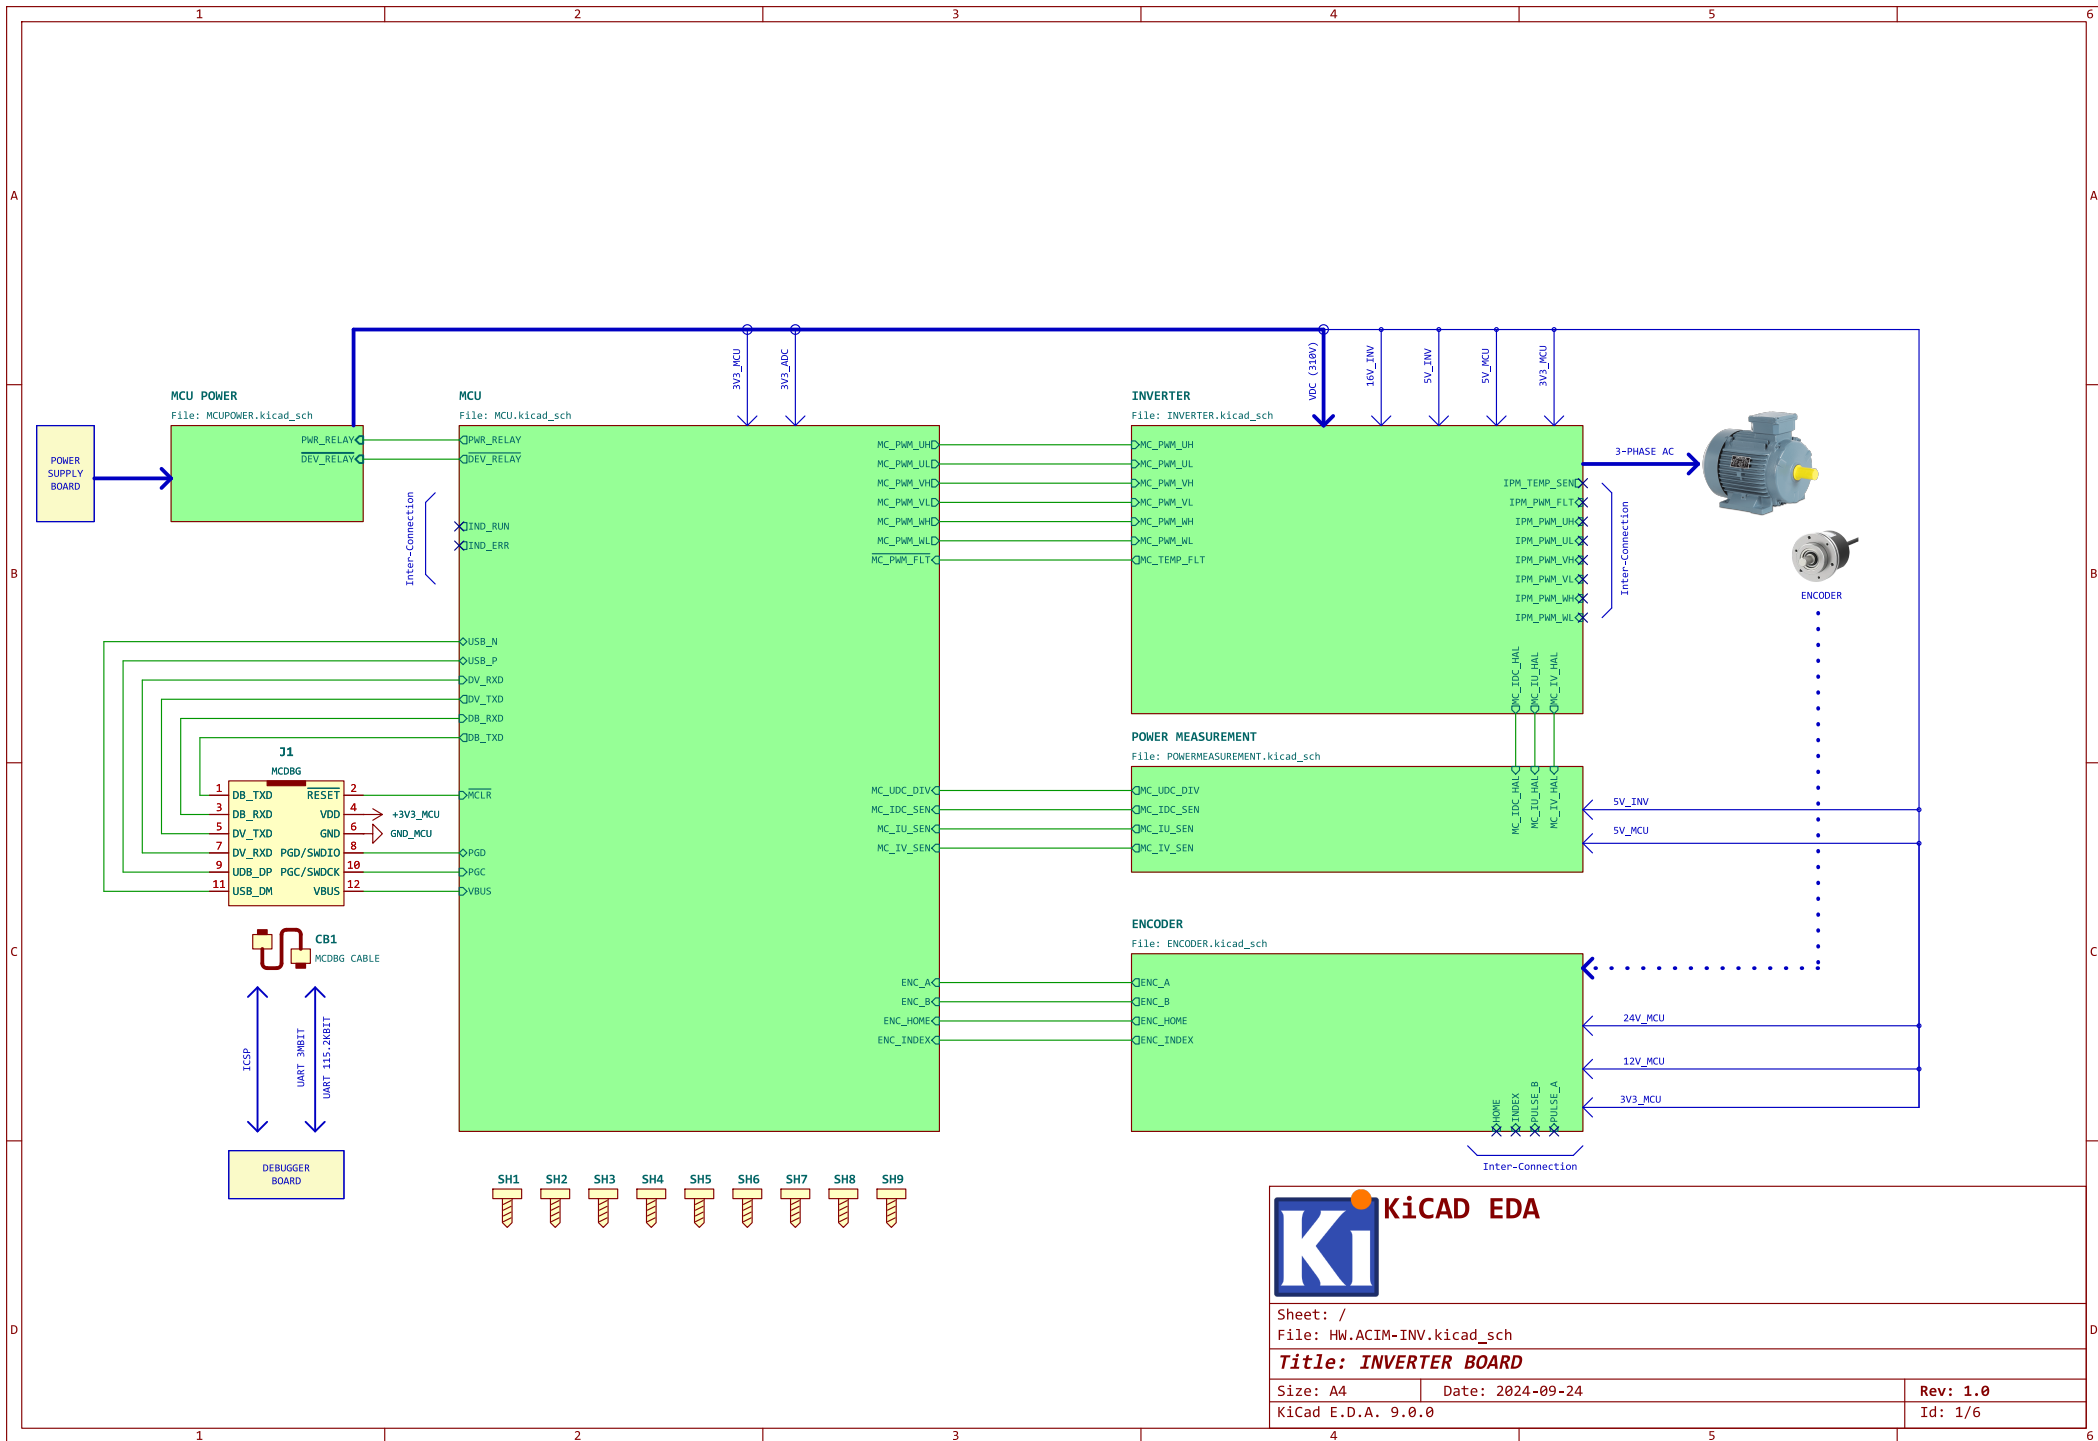 1 2 3 4 5 6
A A
B B
C C
D D
1 2 3 4 5 6
POWER
SUPPLY
BOARD
MCU POWER
File: MCUPOWER.kicad_sch
PWR_RELAY
DEV_RELAY
MCU
File: MCU.kicad_sch
3V3_MCU
3V3_ADC
PWR_RELAY
DEV_RELAY
Inter-Connection
IND_RUN
IND_ERR
USB_N
USB_P
DV_RXD
DV_TXD
DB_RXD
DB_TXD
MCLR
PGD
PGC
VBUS
MC_PWM_UH
MC_PWM_UL
MC_PWM_VH
MC_PWM_VL
MC_PWM_WH
MC_PWM_WL
MC_PWM_FLT
MC_UDC_DIV
MC_IDC_SEN
MC_IU_SEN
MC_IV_SEN
ENC_A
ENC_B
ENC_HOME
ENC_INDEX
J1
MCDBG
1 DB_TXD RESET 2
3 DB_RXD VDD 4 +3V3_MCU
5 DV_TXD GND 6 GND_MCU
7 DV_RXD PGD/SWDIO 8
9 UDB_DP PGC/SWDCK 10
11 USB_DM VBUS 12
CB1
MCDBG CABLE
ICSP
UART 3MBIT
UART 115.2KBIT
DEBUGGER
BOARD
INVERTER
File: INVERTER.kicad_sch
VDC (310V)
16V_INV
5V_INV
5V_MCU
3V3_MCU
MC_PWM_UH
MC_PWM_UL
MC_PWM_VH
MC_PWM_VL
MC_PWM_WH
MC_PWM_WL
MC_TEMP_FLT
IPM_TEMP_SEN
IPM_PWM_FLT
IPM_PWM_UH
IPM_PWM_UL
IPM_PWM_VH
IPM_PWM_VL
IPM_PWM_WH
IPM_PWM_WL
Inter-Connection
MC_IDC_HAL
MC_IU_HAL
MC_IV_HAL
3-PHASE AC
ENCODER
POWER MEASUREMENT
File: POWERMEASUREMENT.kicad_sch
MC_UDC_DIV
MC_IDC_SEN
MC_IU_SEN
MC_IV_SEN
MC_IDC_HAL
MC_IU_HAL
MC_IV_HAL
5V_INV
5V_MCU
ENCODER
File: ENCODER.kicad_sch
ENC_A
ENC_B
ENC_HOME
ENC_INDEX
HOME
INDEX
PULSE_B
PULSE_A
24V_MCU
12V_MCU
3V3_MCU
Inter-Connection
SH1 SH2 SH3 SH4 SH5 SH6 SH7 SH8 SH9
Ki KiCAD EDA
Sheet: /
File: HW.ACIM-INV.kicad_sch
Title: INVERTER BOARD
Size: A4 Date: 2024-09-24 Rev: 1.0
KiCad E.D.A. 9.0.0 Id: 1/6